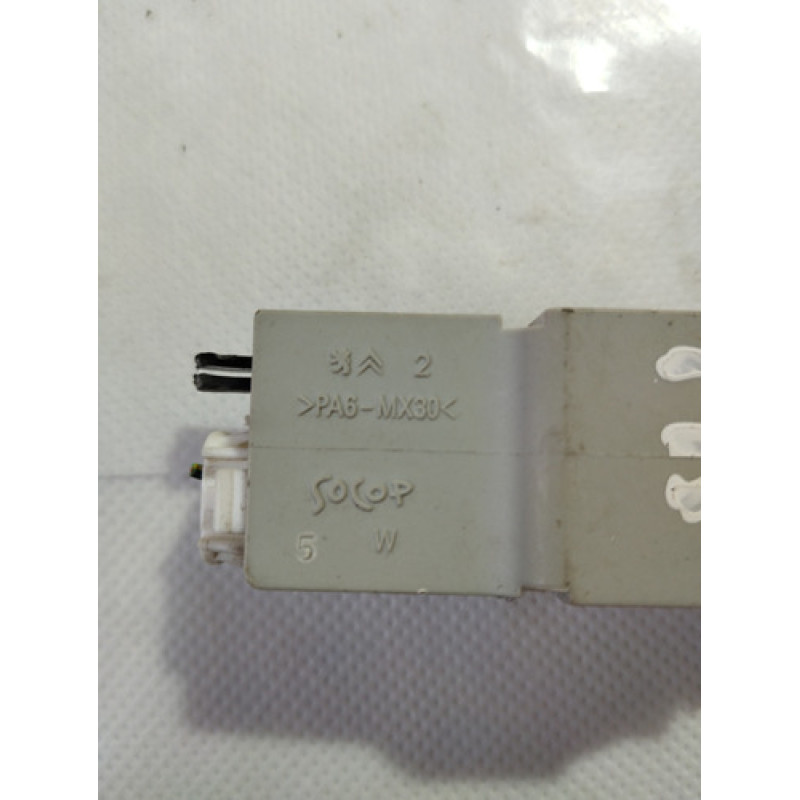 2
>PA6-MX30<
SOCOP
5 W